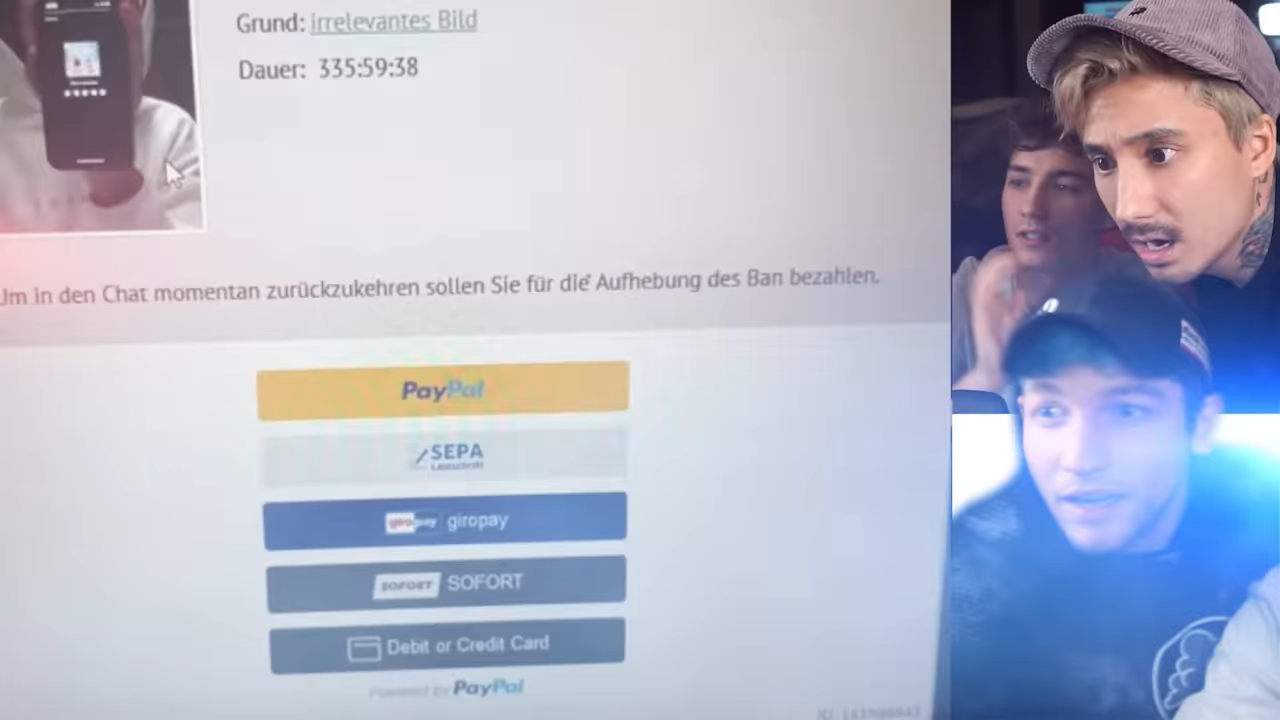 Grund: irrelevantes Bild
Dauer: 335:59:38
Um in den Chat momentan zurückzukehren sollen Sie für die Aufhebung des Ban bezahlen.
PayPal
SEPA
giropay giropay
SOFORT SOFORT
Debit or Credit Card
Powered by PayPal